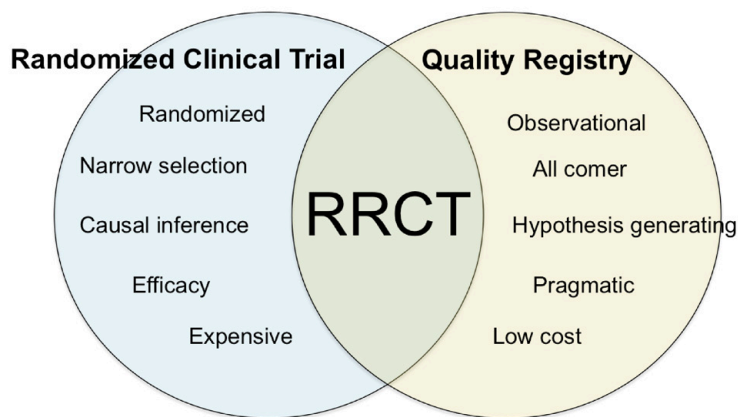 Randomized Clinical Trial
Randomized
Narrow selection
Causal inference
Efficacy
Expensive
RRCT
Quality Registry
Observational
All comer
Hypothesis generating
Pragmatic
Low cost